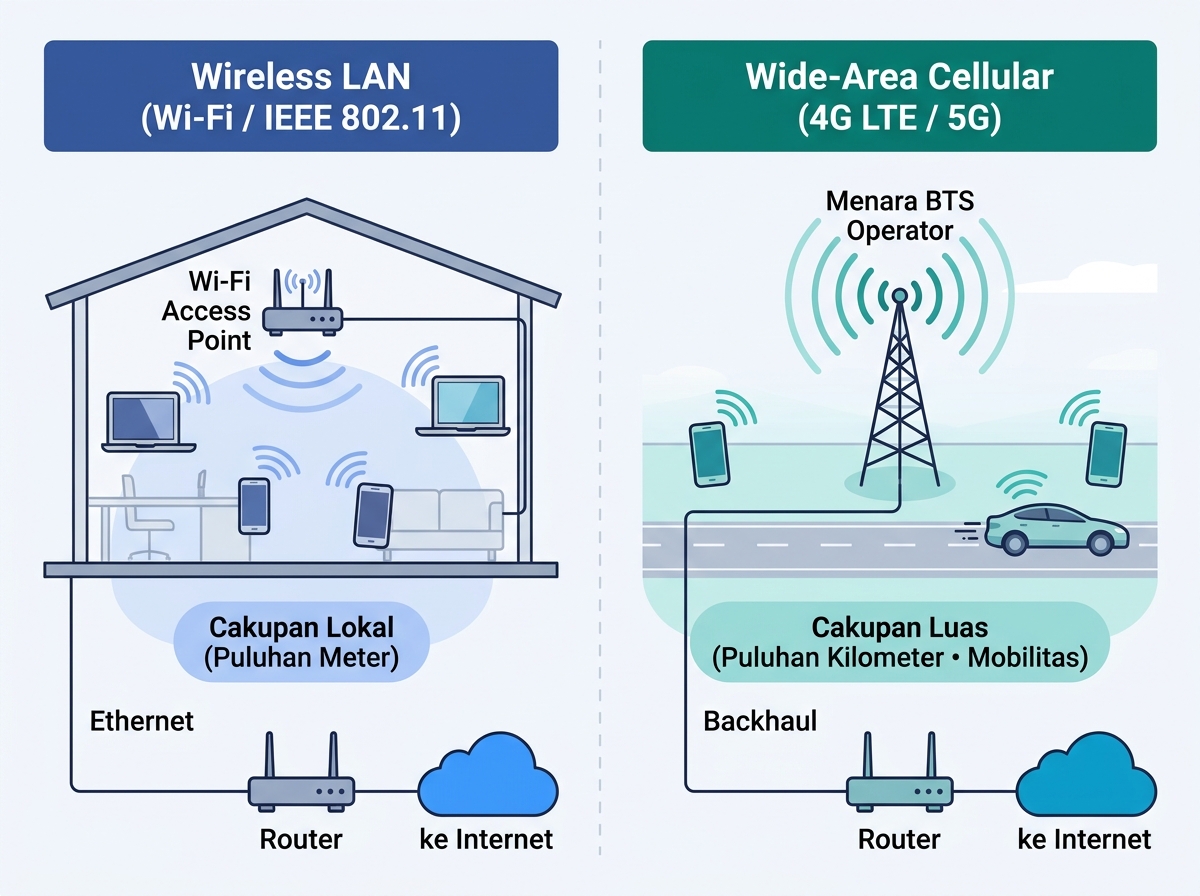 Wireless LAN
(Wi-Fi / IEEE 802.11)
Wi-Fi
Access
Point
Cakupan Lokal
(Puluhan Meter)
Ethernet
Router
ke Internet
Wide-Area Cellular
(4G LTE / 5G)
Menara BTS
Operator
Cakupan Luas
(Puluhan Kilometer • Mobilitas)
Backhaul
Router
ke Internet